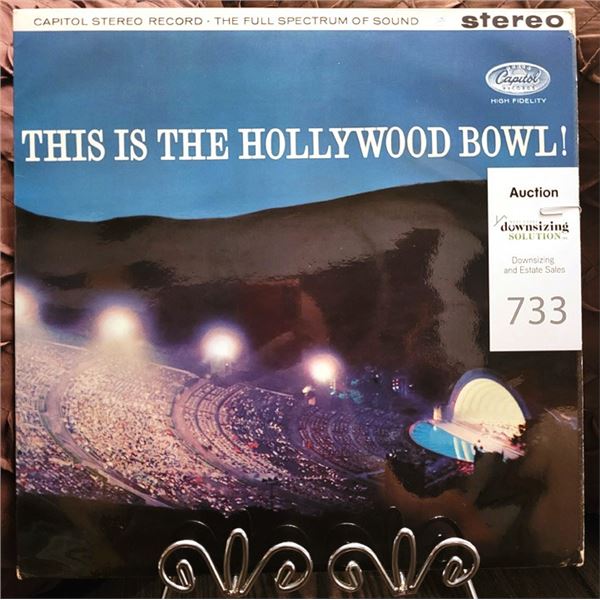 CAPITOL STEREO RECORD · THE FULL SPECTRUM OF SOUND
stereo
Capitol
RECORDS
HIGH FIDELITY
THIS IS THE HOLLYWOOD BOWL!
Auction
downsizing
SOLUTION
Downsizing
and Estate Sales
733